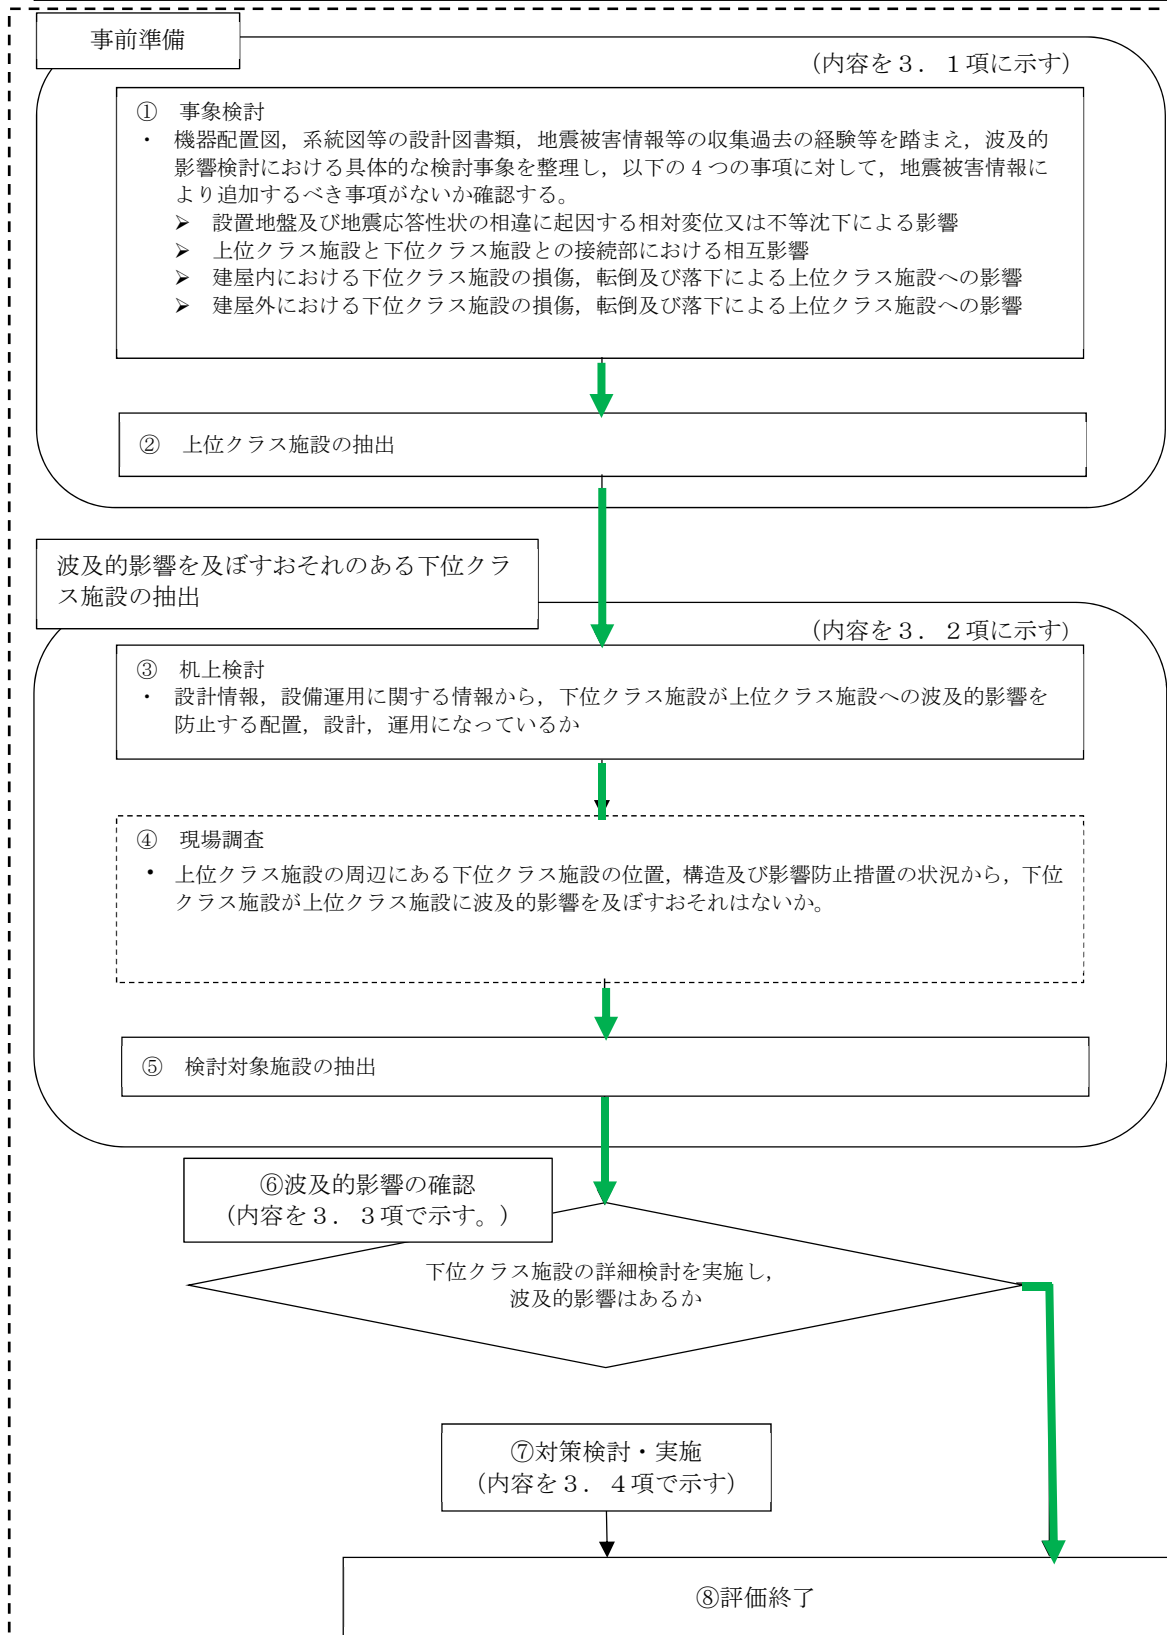 事前準備
（内容を３．１項に示す）
① 事象検討
・ 機器配置図，系統図等の設計図書類，地震被害情報等の収集過去の経験等を踏まえ，波及的
影響検討における具体的な検討事象を整理し，以下の 4 つの事項に対して，地震被害情報に
より追加するべき事項がないか確認する。
➢ 設置地盤及び地震応答性状の相違に起因する相対変位又は不等沈下による影響
➢ 上位クラス施設と下位クラス施設との接続部における相互影響
➢ 建屋内における下位クラス施設の損傷，転倒及び落下による上位クラス施設への影響
➢ 建屋外における下位クラス施設の損傷，転倒及び落下による上位クラス施設への影響
② 上位クラス施設の抽出
波及的影響を及ぼすおそれのある下位クラ
ス施設の抽出
（内容を３．２項に示す）
③ 机上検討
・ 設計情報，設備運用に関する情報から，下位クラス施設が上位クラス施設への波及的影響を
防止する配置，設計，運用になっているか
④ 現場調査
・ 上位クラス施設の周辺にある下位クラス施設の位置，構造及び影響防止措置の状況から，下位
クラス施設が上位クラス施設に波及的影響を及ぼすおそれはないか。
⑤ 検討対象施設の抽出
⑥波及的影響の確認
（内容を３．３項で示す。）
下位クラス施設の詳細検討を実施し，
波及的影響はあるか
⑦対策検討・実施
（内容を３．４項で示す）
⑧評価終了